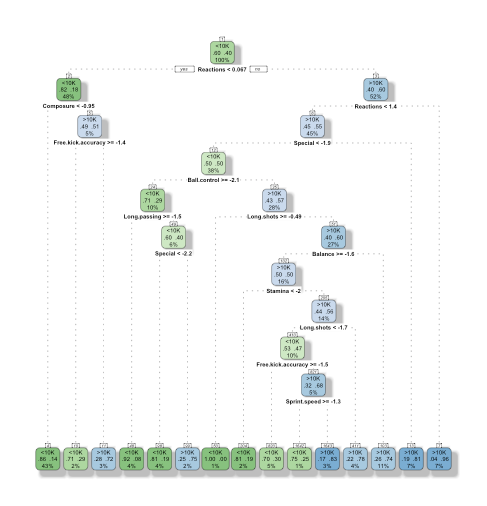 <10K
.60 .40
100%
yes
Reactions < 0.067
no
<10K
.82 .18
48%
>10K
.40 .60
52%
Composure < -0.95
Reactions < 1.4
>10K
.49 .51
5%
>10K
.45 .55
45%
Free.kick.accuracy >= -1.4
Special < -1.9
<10K
.50 .50
38%
Ball.control >= -2.1
<10K
.71 .29
10%
>10K
.43 .57
28%
Long.passing >= -1.5
Long.shots >= -0.49
<10K
.60 .40
6%
>10K
.40 .60
27%
Special < -2.2
Balance >= -1.6
>10K
.50 .50
16%
Stamina < -2
>10K
.44 .56
14%
Long.shots < -1.7
<10K
.53 .47
10%
Free.kick.accuracy >= -1.5
>10K
.32 .68
5%
Sprint.speed >= -1.3
<10K <10K >10K <10K <10K >10K <10K <10K <10K <10K >10K >10K >10K >10K >10K
.86 .14 .71 .29 .28 .72 .92 .08 .81 .19 .25 .75 1.00 .00 .81 .19 .70 .30 .75 .25 .17 .83 .22 .78 .26 .74 .19 .81 .04 .96
43% 2% 3% 4% 4% 2% 1% 2% 5% 1% 3% 4% 11% 7% 7%